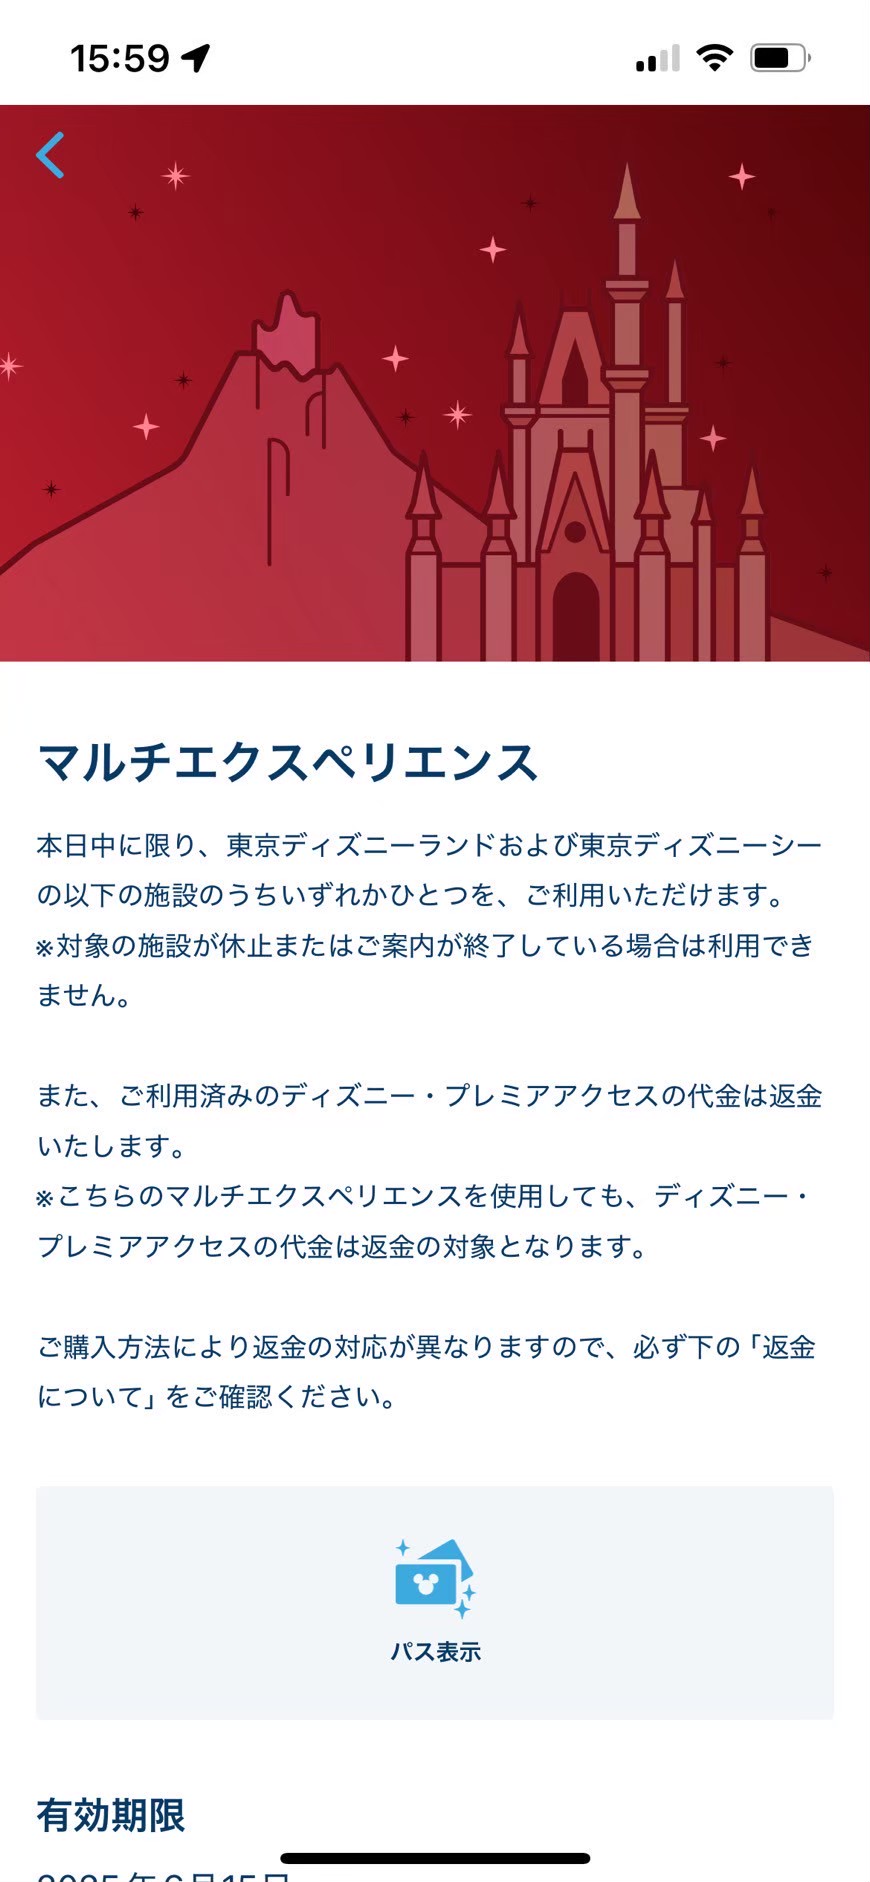 15:59
マルチエクスペリエンス
本日中に限り、東京ディズニーランドおよび東京ディズニーシー
の以下の施設のうちいずれかひとつを、ご利用いただけます。
※対象の施設が休止またはご案内が終了している場合は利用でき
ません。
また、ご利用済みのディズニー・プレミアアクセスの代金は返金
いたします。
※こちらのマルチエクスペリエンスを使用しても、ディズニー・
プレミアアクセスの代金は返金の対象となります。
ご購入方法により返金の対応が異なりますので、必ず下の「返金
について」をご確認ください。
パス表示
有効期限